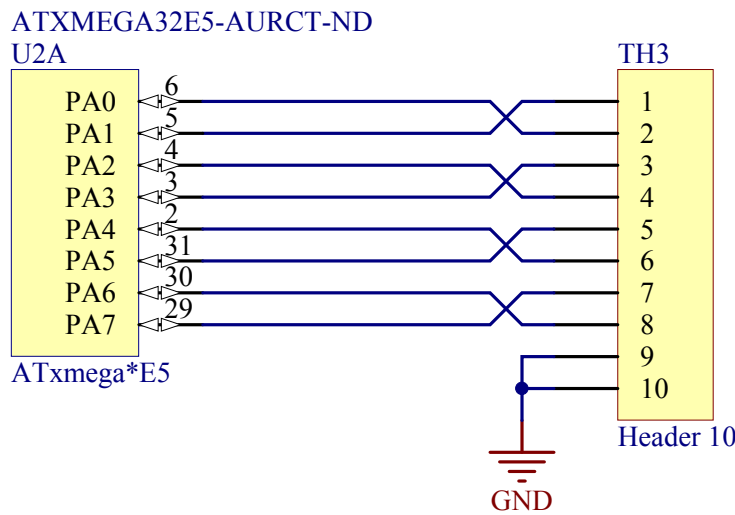 ATXMEGA32E5-AURCT-ND
U2A
TH3
PA0 6 1
PA1 5 2
PA2 4 3
PA3 3 4
PA4 2 5
PA5 31 6
PA6 30 7
PA7 29 8
9
10
ATxmega*E5
Header 10
GND